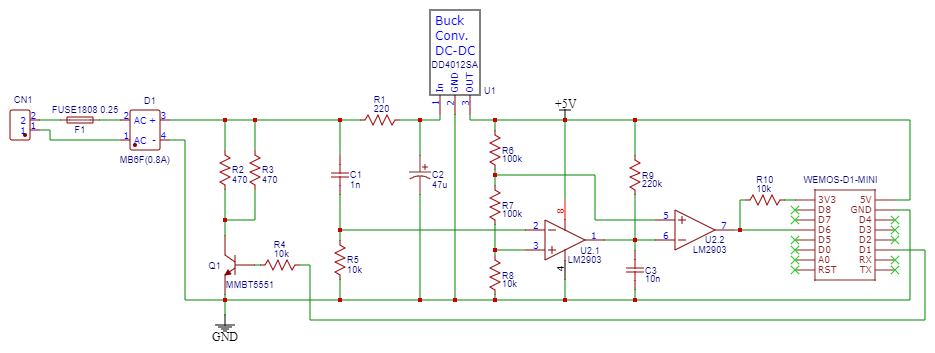 Buck
Conv.
DC-DC
DD4012SA
In
GND
OUT
1
2
3
U1
CN1
2
1
2
1
FUSE1808 0.25
F1
D1
2
1
AC +
AC -
3
4
MB6F(0.8A)
R1
220
R2
470
R3
470
C1
1n
C2
47u
R4
10k
R5
10k
Q1
MMBT5551
GND
+5V
R6
100k
R7
100k
R8
10k
2
3
8
4
1
U2.1
LM2903
R9
220k
C3
10n
5
6
7
U2.2
LM2903
R10
10k
WEMOS-D1-MINI
3V3 5V
D8 GND
D7 D4
D6 D3
D5 D2
D0 D1
A0 RX
RST TX